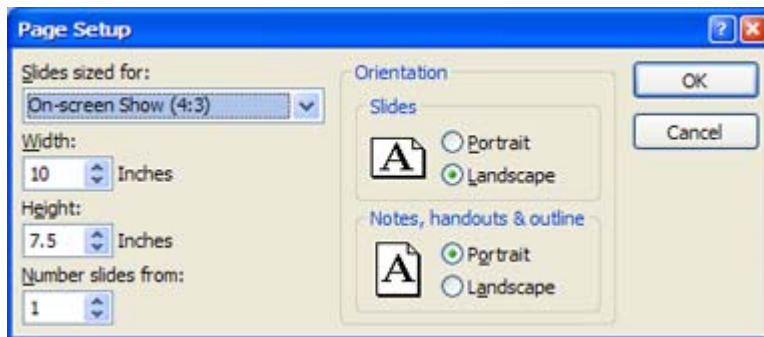 Page Setup
Slides sized for:
On-screen Show (4:3)
Width:
10 Inches
Height:
7.5 Inches
Number slides from:
1
Orientation
Slides
A
Portrait
Landscape
Notes, handouts & outline
A
Portrait
Landscape
OK
Cancel